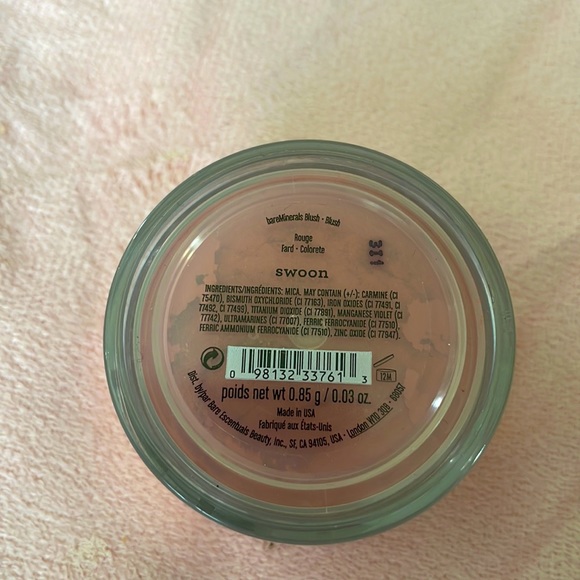 bareMinerals Blush • Blush
Rouge
Fard • Colorete
311
swoon
INGREDIENTS/INGRÉDIENTS: MICA, MAY CONTAIN (+/-): CARMINE (CI
75470), BISMUTH OXYCHLORIDE (CI 77163), IRON OXIDES (CI 77491, CI
77492, CI 77499), TITANIUM DIOXIDE (CI 77891), MANGANESE VIOLET (CI
77742), ULTRAMARINES (CI 77007), FERRIC FERROCYANIDE (CI 77510),
FERRIC AMMONIUM FERROCYANIDE (CI 77510), ZINC OXIDE (CI 77947).
0 98132 33761 3
12M
poids net wt 0.85 g / 0.03 oz.
Made in USA
Fabriqué aux États-Unis
Dist. by/par Bare Escentuals Beauty, Inc., SF, CA 94105, USA • London W1D 3QB •